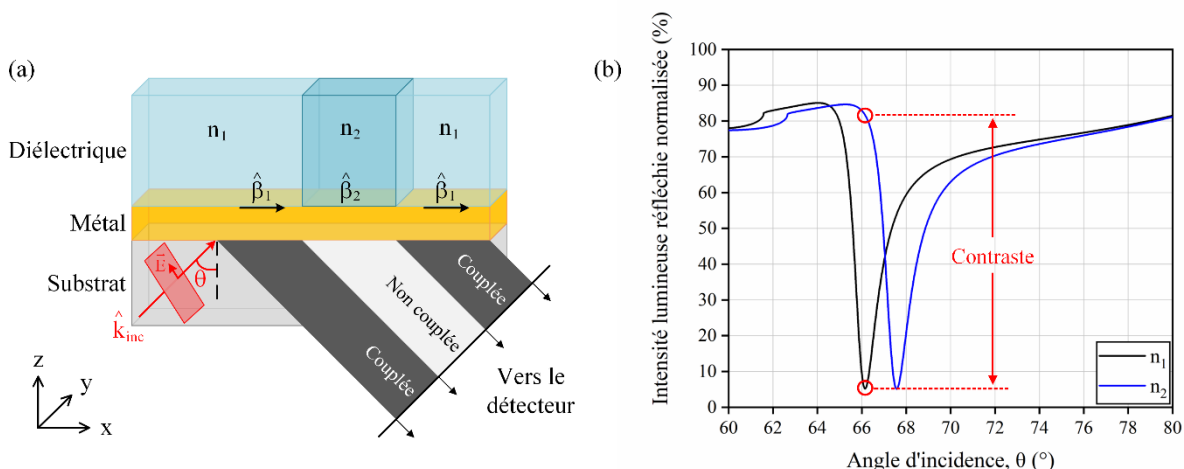 (a)
n₁
n₂
n₁
Diélectrique
β̂₁
β̂₂
β̂₁
Métal
Substrat
E⃗
θ
k̂inc
Couplée
Non couplée
Couplée
Vers le
détecteur
z
y
x
(b)
Intensité lumineuse réfléchie normalisée (%)
100
90
80
70
60
50
40
30
20
10
0
Contraste
n₁
n₂
60 62 64 66 68 70 72 74 76 78 80
Angle d'incidence, θ (°)